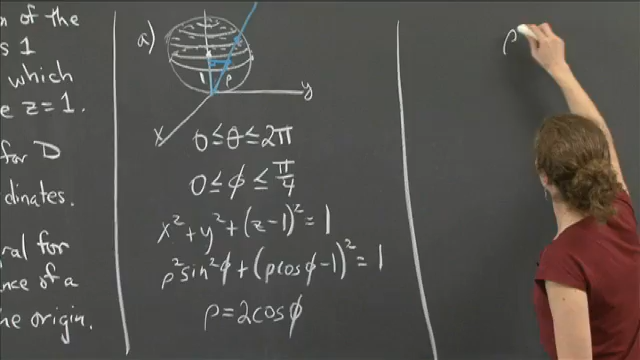 n of the
s 1
which
e z=1.
for D
dinates.
ral for
nce of a
he origin.
a)
1
ρ
y
x
0≤θ≤2π
0≤ϕ≤π/4
x²+y²+(z-1)²=1
ρ²sin²ϕ+(ρcosϕ-1)²=1
ρ=2cosϕ
ρ